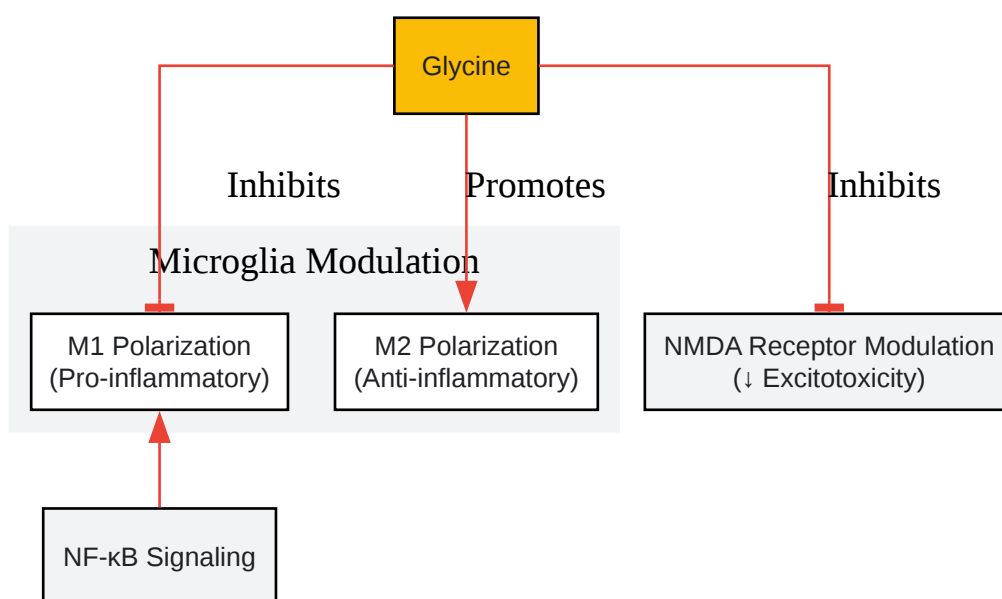 Glycine
Inhibits
Promotes
Inhibits
Microglia Modulation
M1 Polarization
(Pro-inflammatory)
M2 Polarization
(Anti-inflammatory)
NMDA Receptor Modulation
(↓ Excitotoxicity)
NF-κB Signaling